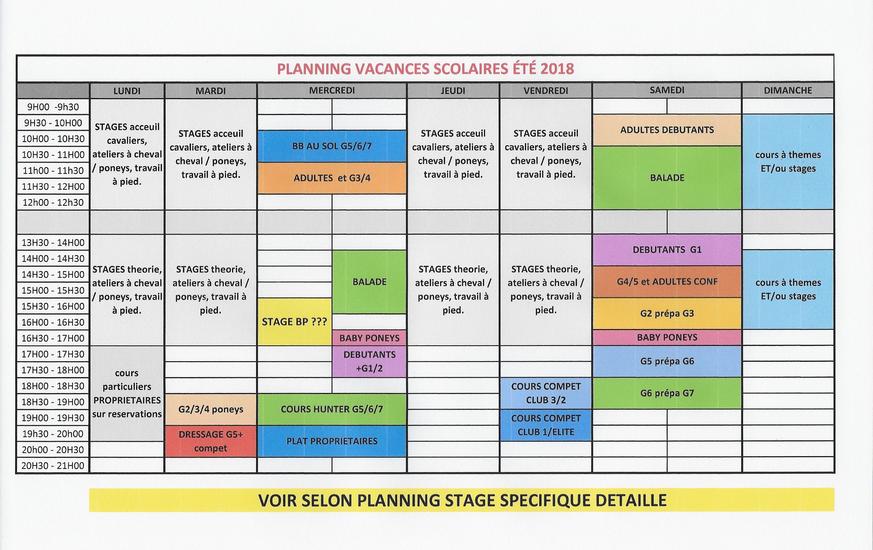 PLANNING VACANCES SCOLAIRES ÉTÉ 2018
LUNDI MARDI MERCREDI JEUDI VENDREDI SAMEDI DIMANCHE
9H00 -9h30
9H30 - 10H00
10H00 - 10H30
10H30 - 11H00
11h00 - 11h30
11H30 - 12H00
12h00 - 12h30
13H30 - 14H00
14H00 - 14H30
14H30 - 15H00
15H00 - 15H30
15H30 - 16H00
16H00 - 16H30
16H30 - 17H00
17H00 - 17H30
17H30 - 18H00
18H00 - 18H30
18H30 - 19H00
19H00 - 19H30
19h30 - 20h00
20h00 - 20H30
20H30 - 21H00
STAGES acceuil
cavaliers,
ateliers à cheval
/ poneys, travail
à pied.
STAGES theorie,
ateliers à cheval
/ poneys, travail
à pied.
cours
particuliers
PROPRIETAIRES
sur reservations
STAGES acceuil
cavaliers, ateliers à
cheval / poneys, travail
à pied.
STAGES theorie,
ateliers à cheval /
poneys, travail à
pied.
G2/3/4 poneys
DRESSAGE G5+
compet
BB AU SOL G5/6/7
ADULTES et G3/4
BALADE
STAGE BP ???
BABY PONEYS
DEBUTANTS
+G1/2
COURS HUNTER G5/6/7
PLAT PROPRIETAIRES
STAGES acceuil
cavaliers, ateliers à
cheval / poneys,
travail à pied.
STAGES theorie,
ateliers à cheval /
poneys, travail à
pied.
STAGES acceuil
cavaliers, ateliers à
cheval / poneys,
travail à pied.
STAGES theorie,
ateliers à cheval /
poneys, travail à
pied.
COURS COMPET
CLUB 3/2
COURS COMPET
CLUB 1/ELITE
ADULTES DEBUTANTS
BALADE
DEBUTANTS G1
G4/5 et ADULTES CONF
G2 prépa G3
BABY PONEYS
G5 prépa G6
G6 prépa G7
cours à themes
ET/ou stages
cours à themes
ET/ou stages
VOIR SELON PLANNING STAGE SPECIFIQUE DETAILLE